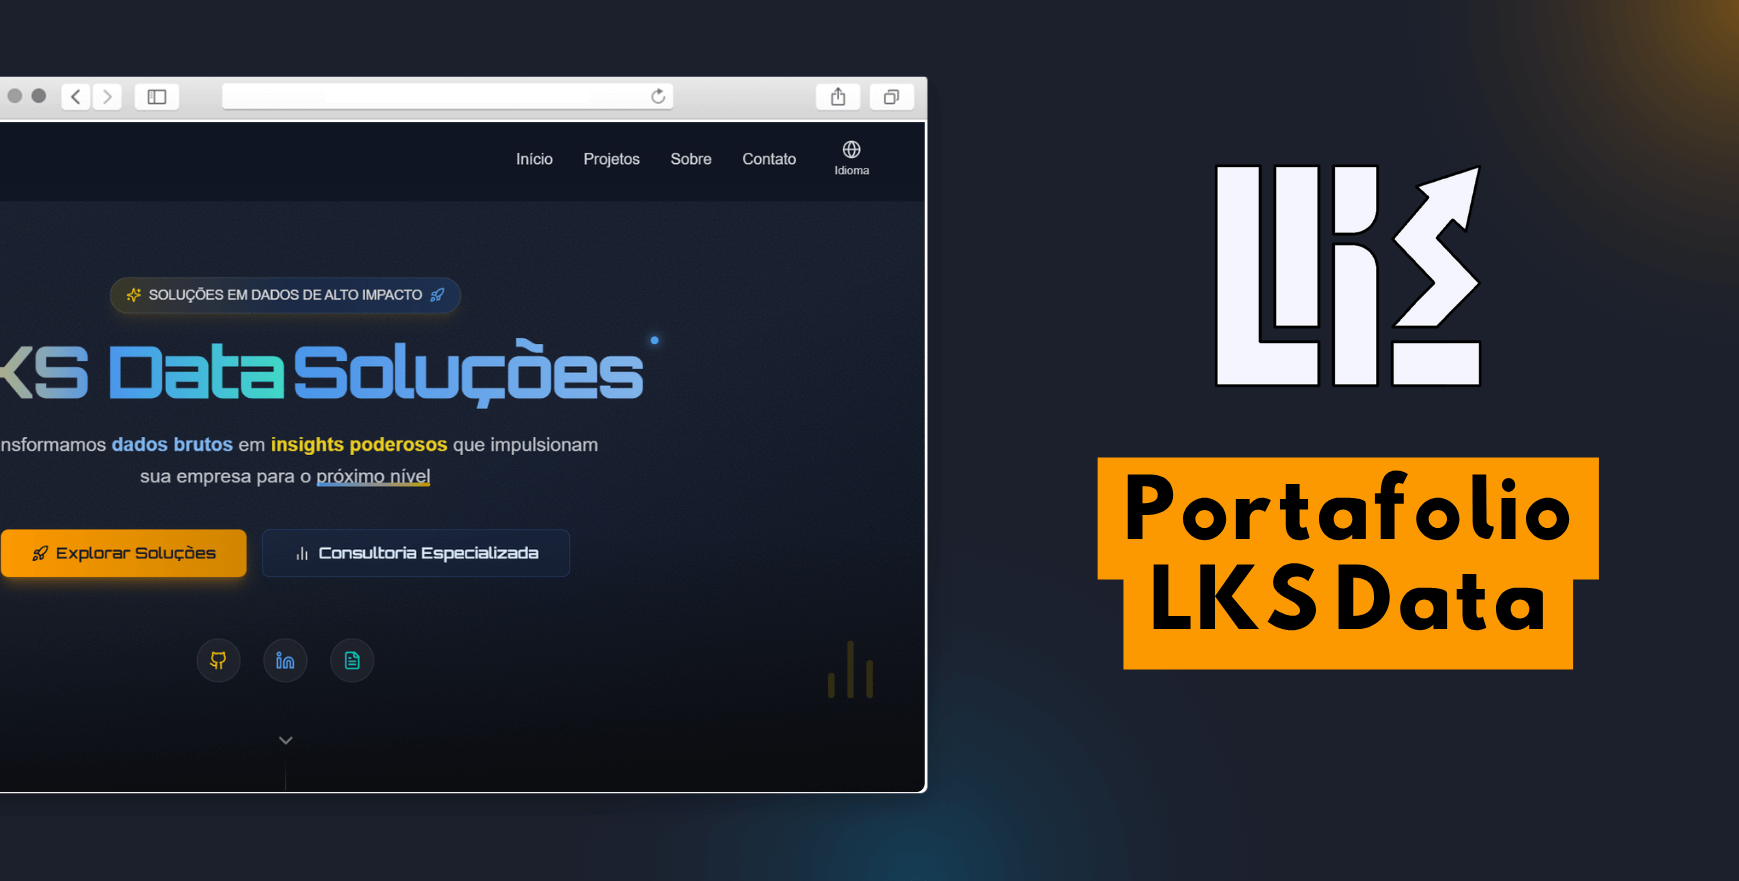 Início Projetos Sobre Contato Idioma
SOLUÇÕES EM DADOS DE ALTO IMPACTO
KS Data Soluções
nsformamos dados brutos em insights poderosos que impulsionam
sua empresa para o próximo nível
Explorar Soluções Consultoria Especializada
LKS
Portafolio
LKS Data